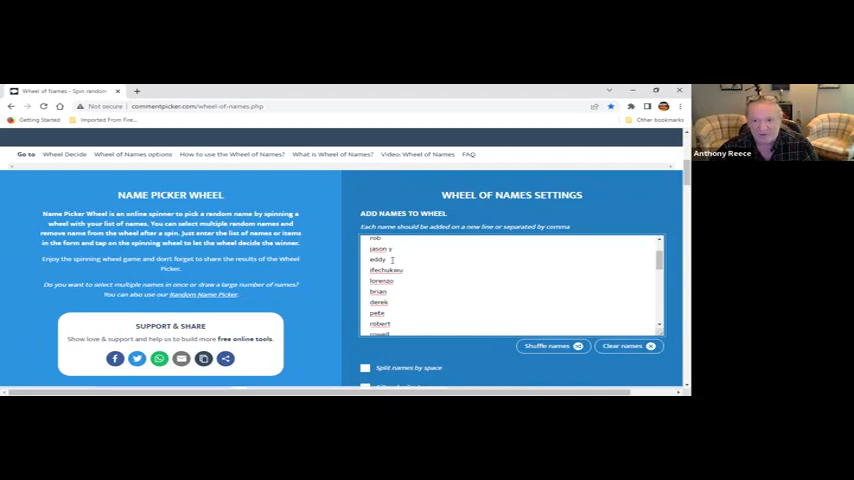 Wheel of Names - Spin random
Not secure commentpicker.com/wheel-of-names.php
Getting Started Imported From Fire... Other bookmarks
Go to Wheel Decide Wheel of Names options How to use the Wheel of Names? What is Wheel of Names? Video: Wheel of Names FAQ
NAME PICKER WHEEL
Name Picker Wheel is an online spinner to pick a random name by spinning a
wheel with your list of names. You can select multiple random names and
remove name from the wheel after a spin. Just enter the list of names or items
in the form and tap on the spinning wheel to let the wheel decide the winner.
Enjoy the spinning wheel game and don't forget to share the results of the Wheel
Picker.
Do you want to select multiple names in once or draw a large number of names?
You can also use our Random Name Picker.
SUPPORT & SHARE
Show love & support and help us to build more free online tools.
WHEEL OF NAMES SETTINGS
ADD NAMES TO WHEEL
Each name should be added on a new line or separated by comma
rob
jason y
eddy
ifechukwu
lorenzo
brian
derek
pete
robert
rowell
Shuffle names
Clear names
Split names by space
Anthony Reece